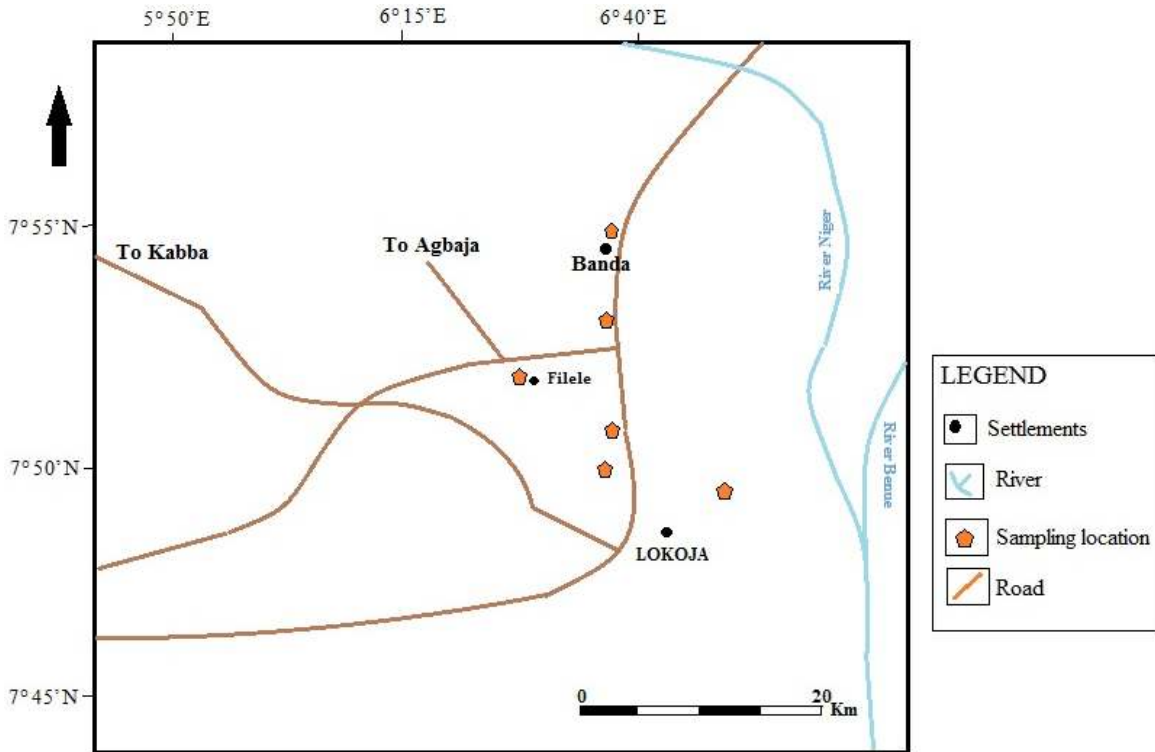 5°50´E
6°15´E
6°40´E
7°55´N
7°50´N
7°45´N
To Kabba
To Agbaja
Banda
Filele
LOKOJA
River Niger
River Benue
0 20
Km
LEGEND
Settlements
River
Sampling location
Road